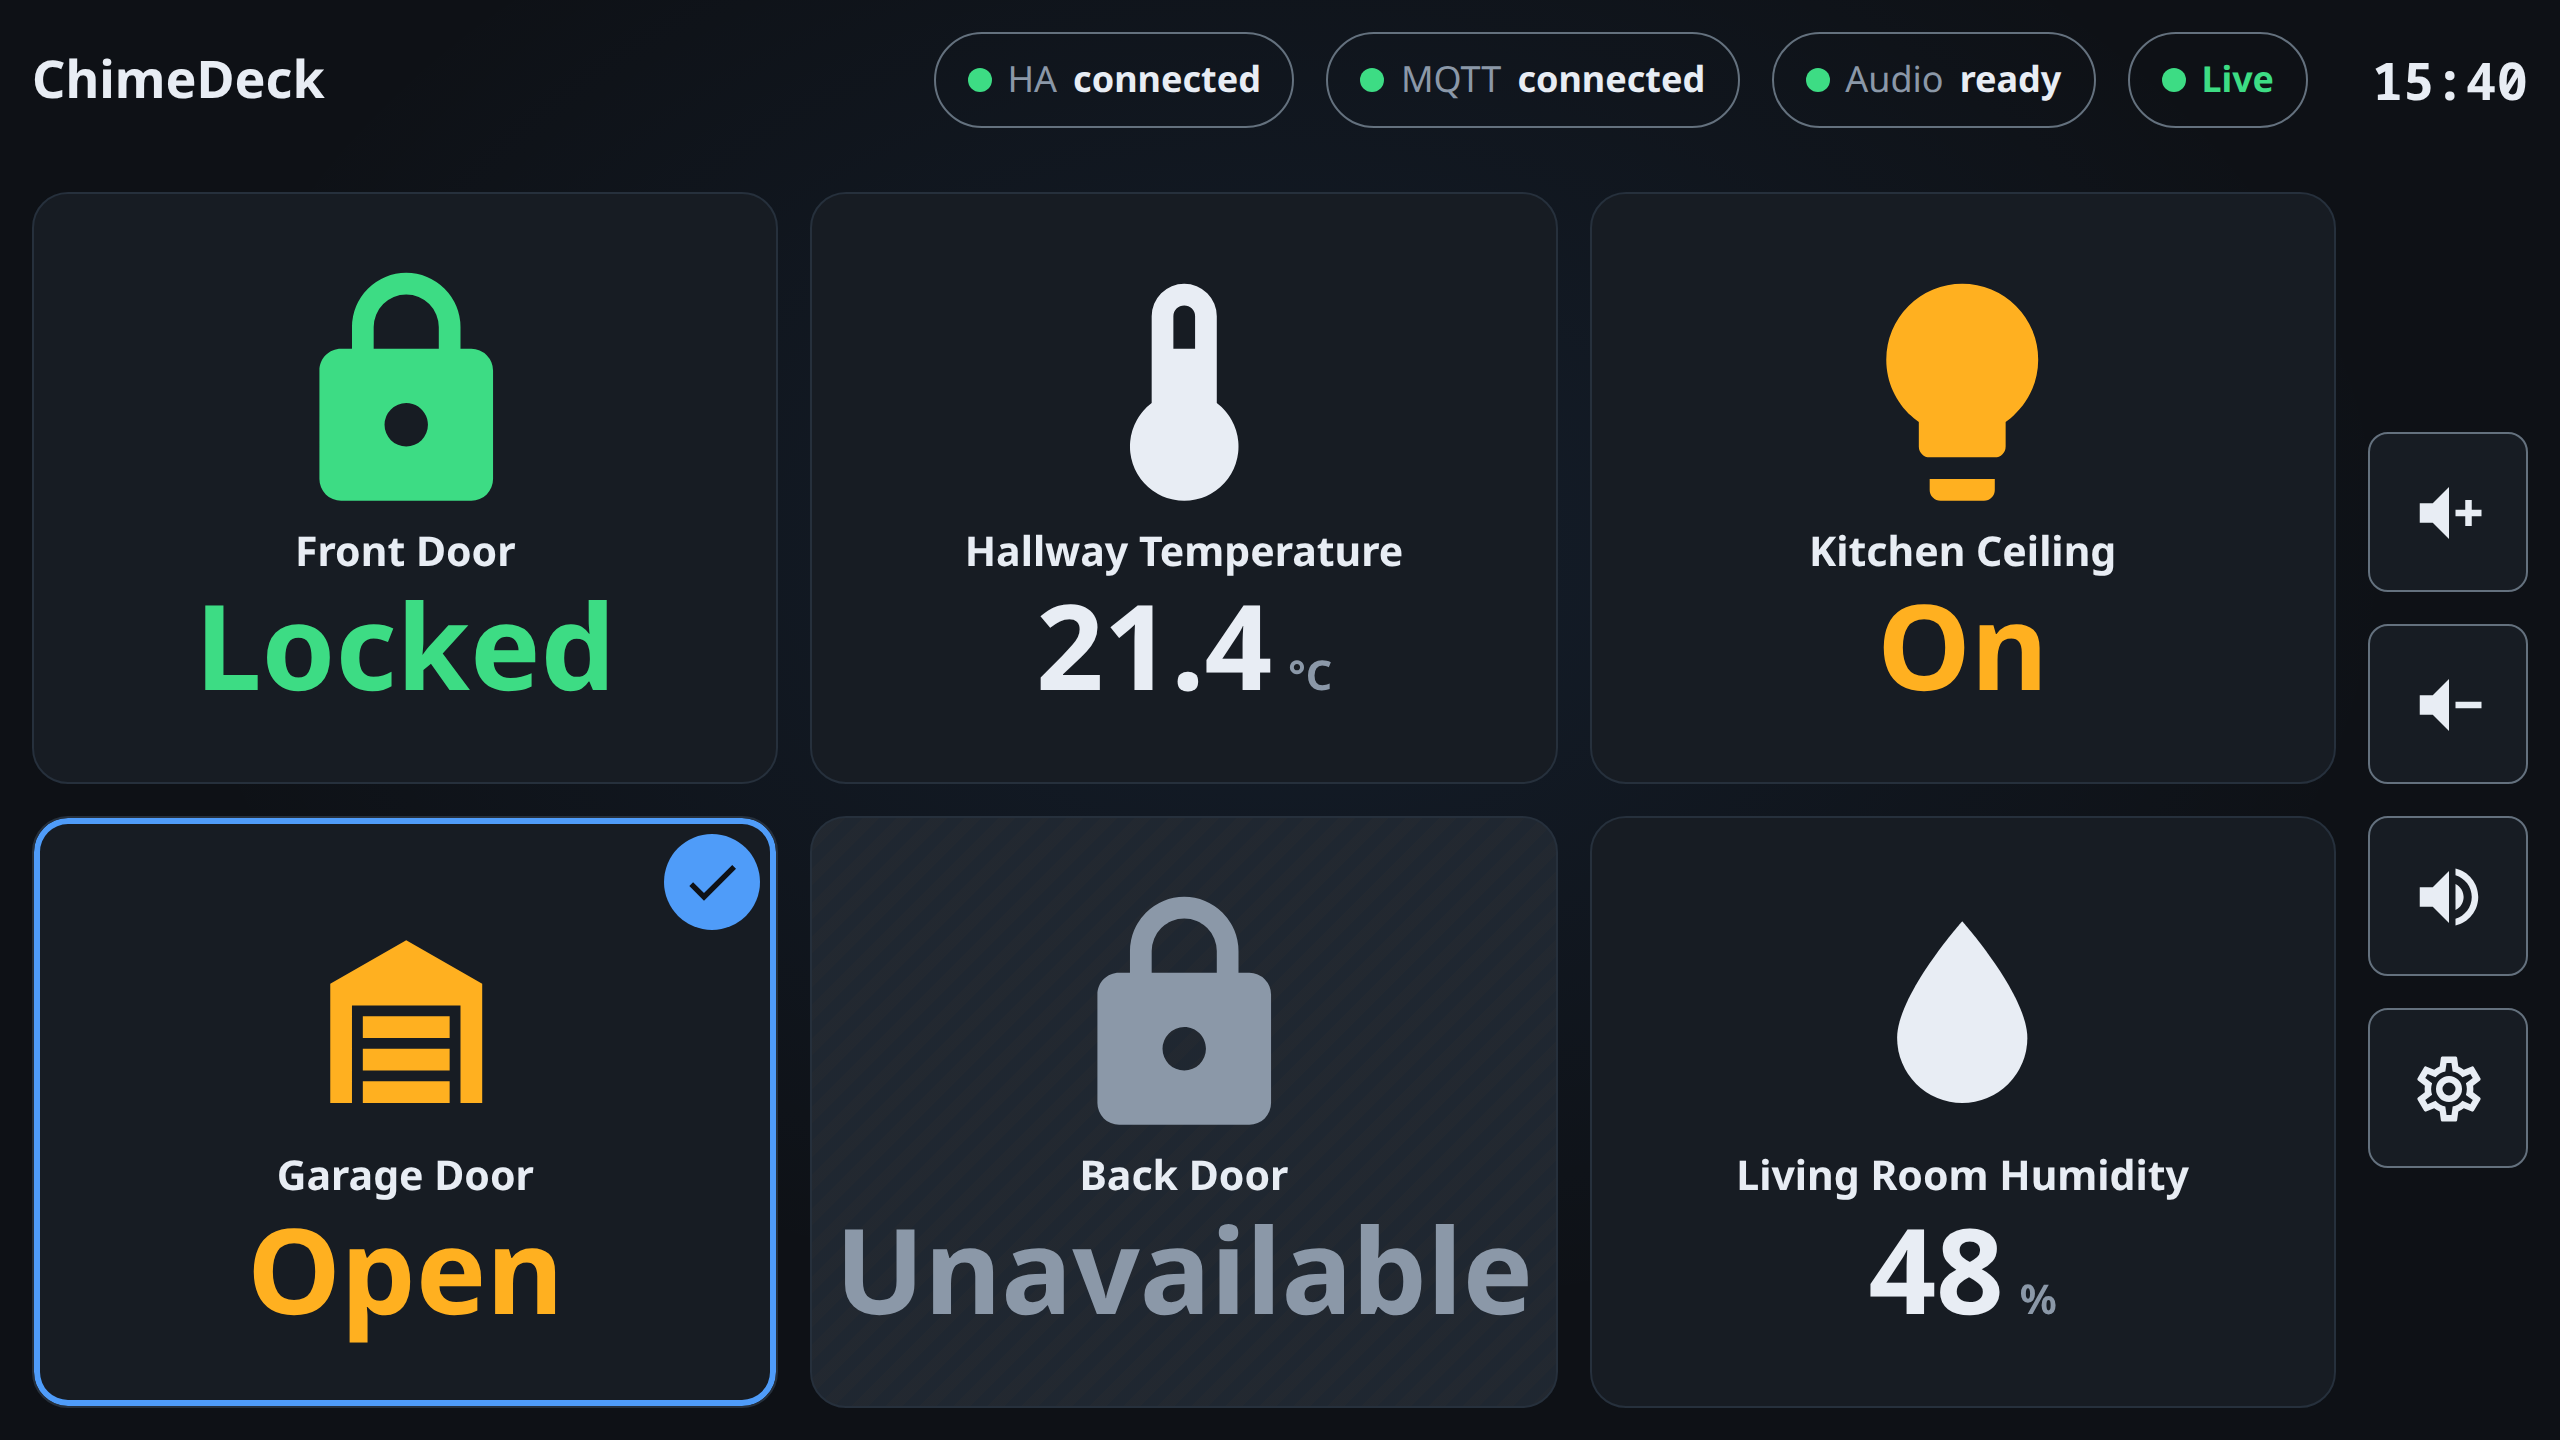 ChimeDeck
HA connected
MQTT connected
Audio ready
Live
15:40
Front Door
Locked
Hallway Temperature
21.4 °C
Kitchen Ceiling
On
Garage Door
Open
Back Door
Unavailable
Living Room Humidity
48 %